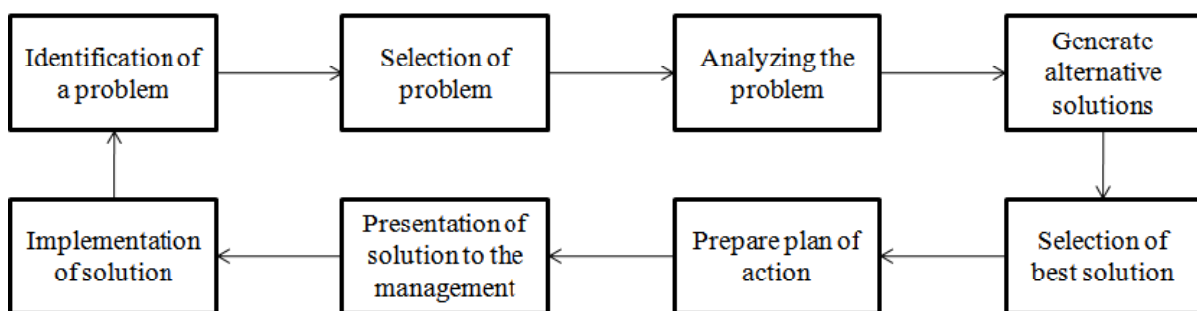 Identification of
a problem
Selection of
problem
Analyzing the
problem
Generate
alternative
solutions
Selection of
best solution
Prepare plan of
action
Presentation of
solution to the
management
Implementation
of solution